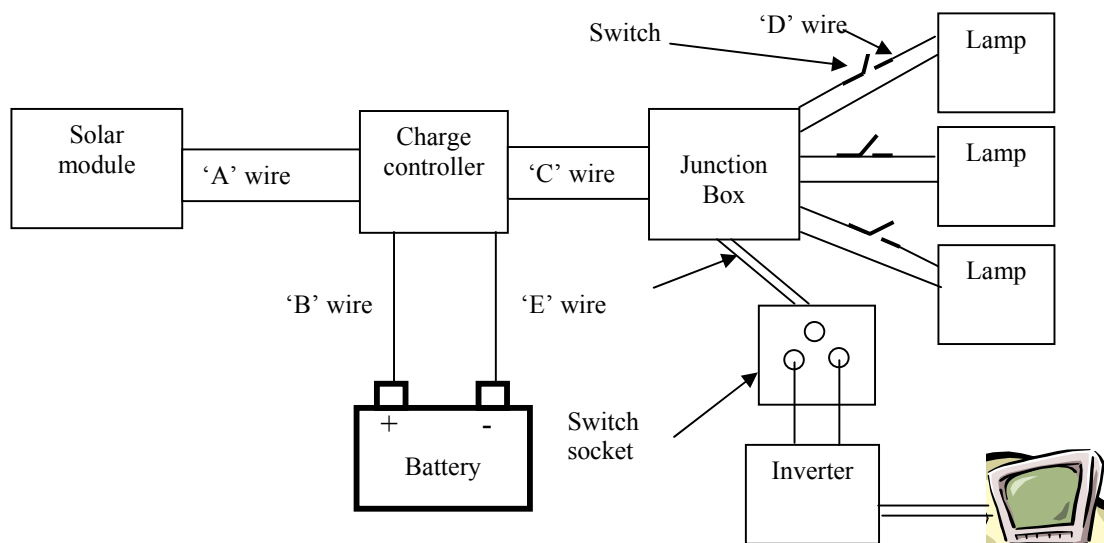 Switch
‘D’ wire
Lamp
Solar
module
‘A’ wire
Charge
controller
‘C’ wire
Junction
Box
Lamp
Lamp
‘B’ wire
‘E’ wire
+ -
Battery
Switch
socket
Inverter